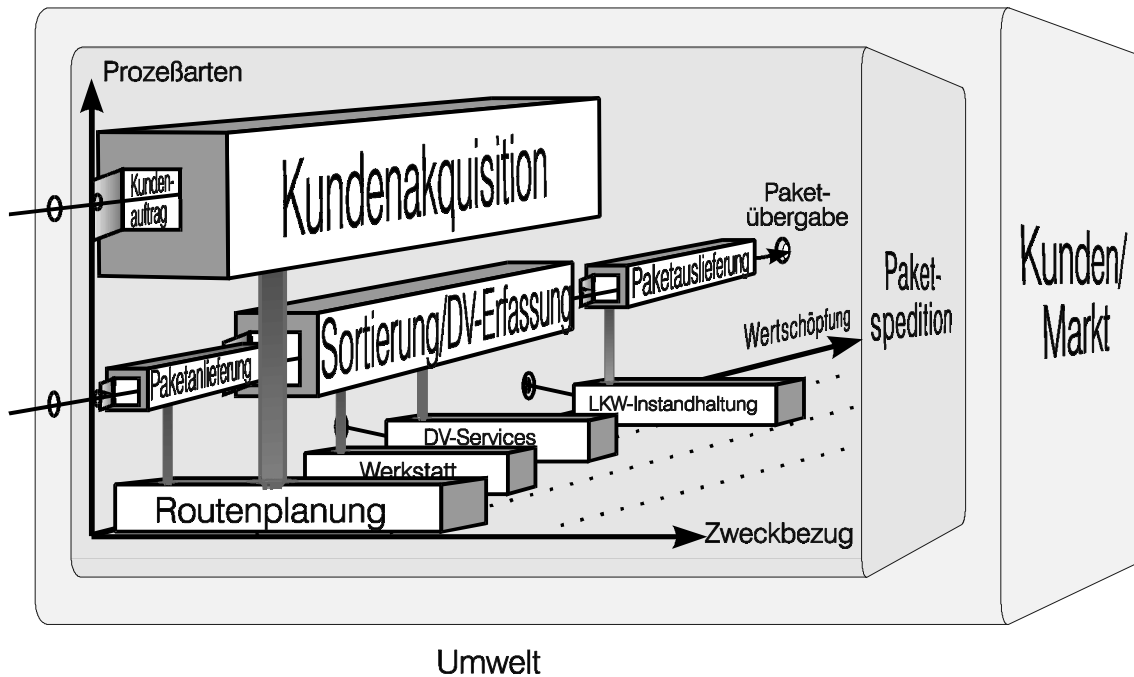 Prozeßarten
Kundenakquisition
Kunden-
auftrag
Paket-
übergabe
Paketauslieferung
Paket-
spedition
Kunden/
Markt
Sortierung/DV-Erfassung
Wertschöpfung
Paketanlieferung
LKW-Instandhaltung
DV-Services
Werkstatt
Routenplanung
Zweckbezug
Umwelt